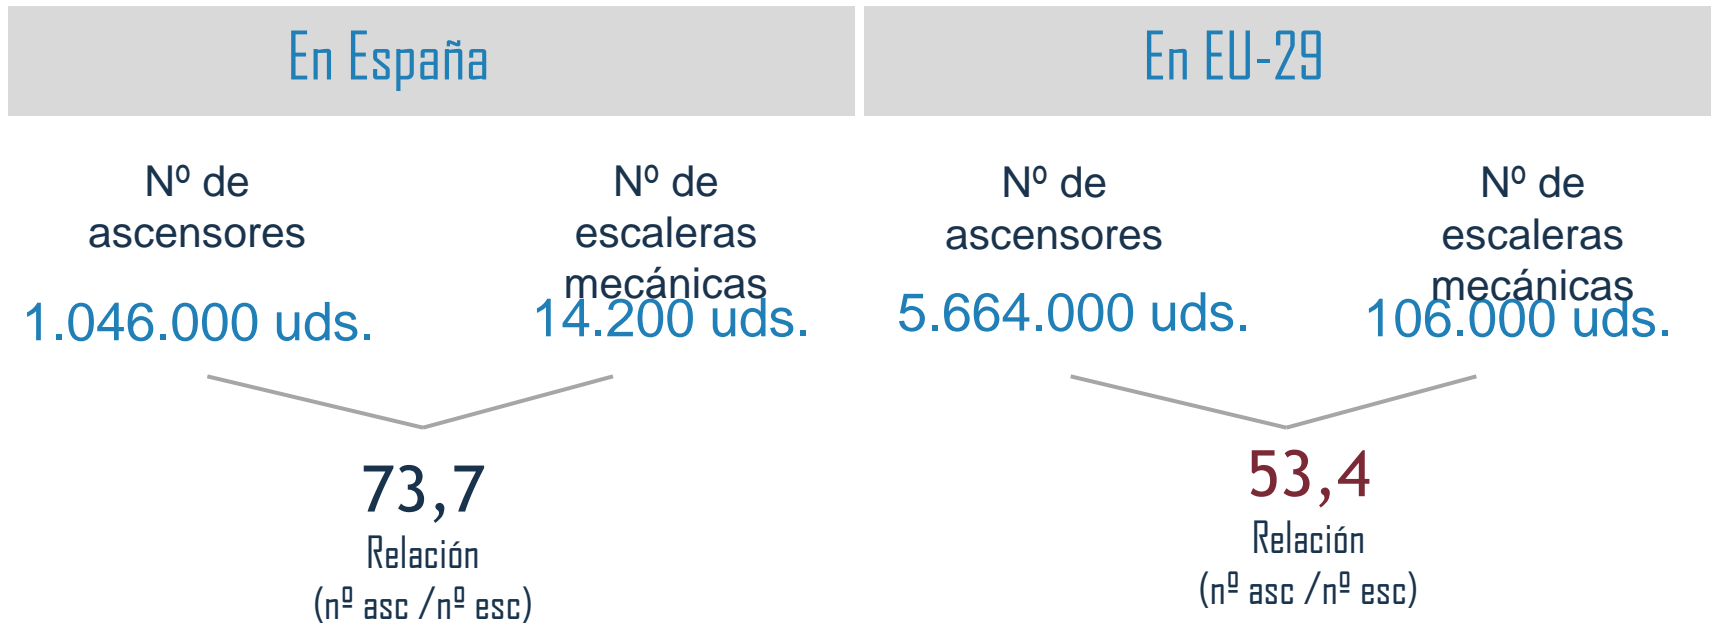 En España
Nº de
ascensores
1.046.000 uds.
Nº de
escaleras
mecánicas
14.200 uds.
73,7
Relación
(nº asc /nº esc)
En EU-29
Nº de
ascensores
5.664.000 uds.
Nº de
escaleras
mecánicas
106.000 uds.
53,4
Relación
(nº asc /nº esc)